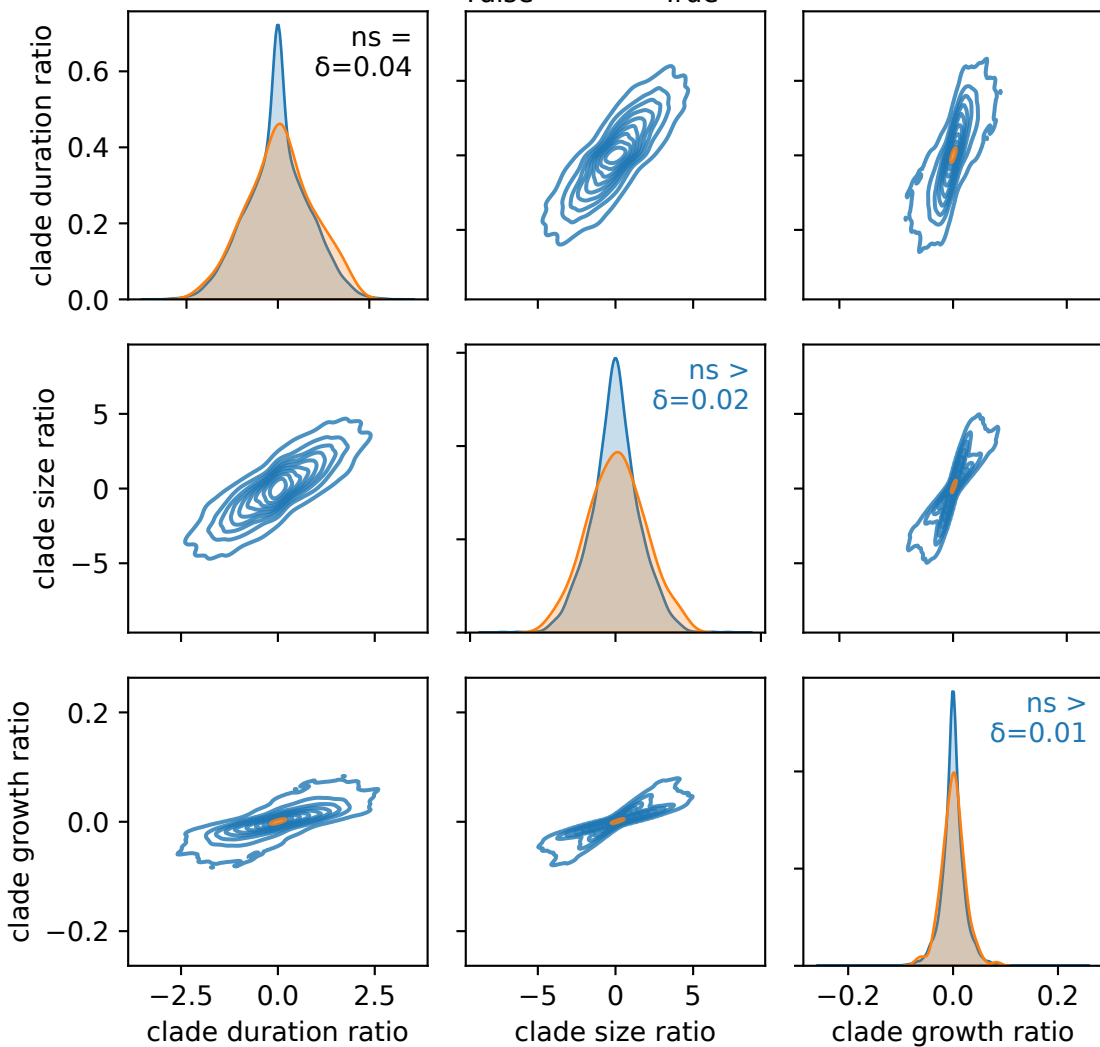 clade duration ratio
0.6
0.4
0.2
0.0
ns =
δ=0.04
clade size ratio
5
0
−5
ns >
δ=0.02
clade growth ratio
0.2
0.0
−0.2
ns >
δ=0.01
−2.5 0.0 2.5
−5 0 5
−0.2 0.0 0.2
clade duration ratio
clade size ratio
clade growth ratio